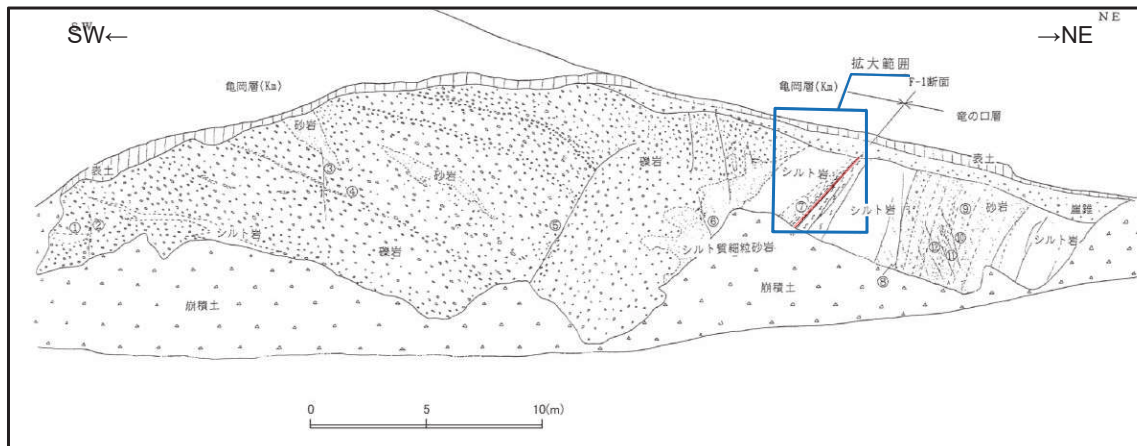 SW
NE
SW←
→NE
拡大範囲
F-1断面
亀岡層(Km)
亀岡層(Km)
竜の口層
砂岩
表土
③
④
砂岩
礫岩
シルト岩
表土
①
②
シルト岩
礫岩
⑤
⑥
⑦
シルト岩
⑨
砂岩
崖錐
⑩
⑪
シルト岩
シルト質細粒砂岩
⑧
崩積土
崩積土
0 5 10(m)